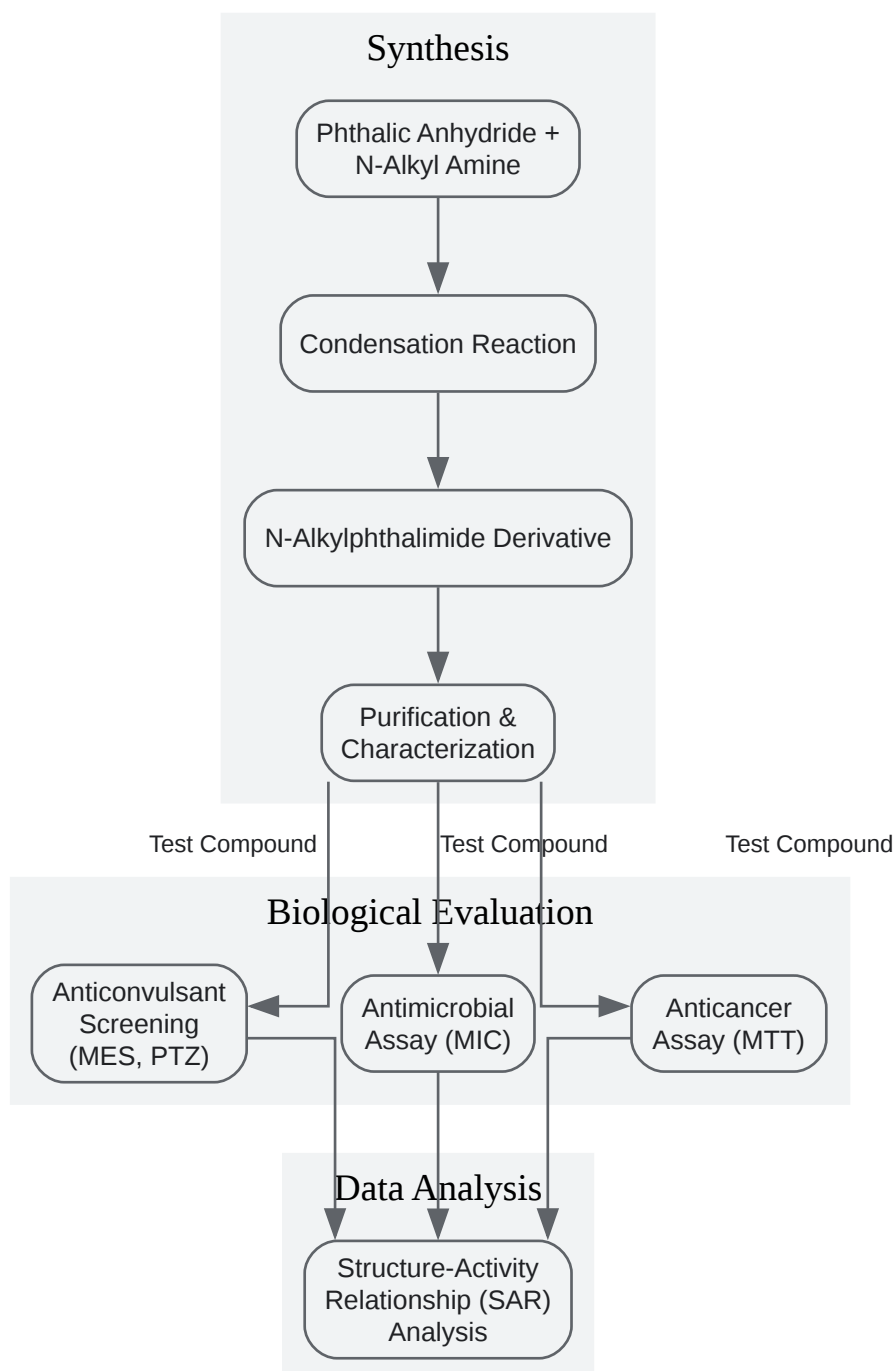 Synthesis
Phthalic Anhydride +
N-Alkyl Amine
Condensation Reaction
N-Alkylphthalimide Derivative
Purification &
Characterization
Test Compound
Test Compound
Test Compound
Biological Evaluation
Anticonvulsant
Screening
(MES, PTZ)
Antimicrobial
Assay (MIC)
Anticancer
Assay (MTT)
Data Analysis
Structure-Activity
Relationship (SAR)
Analysis